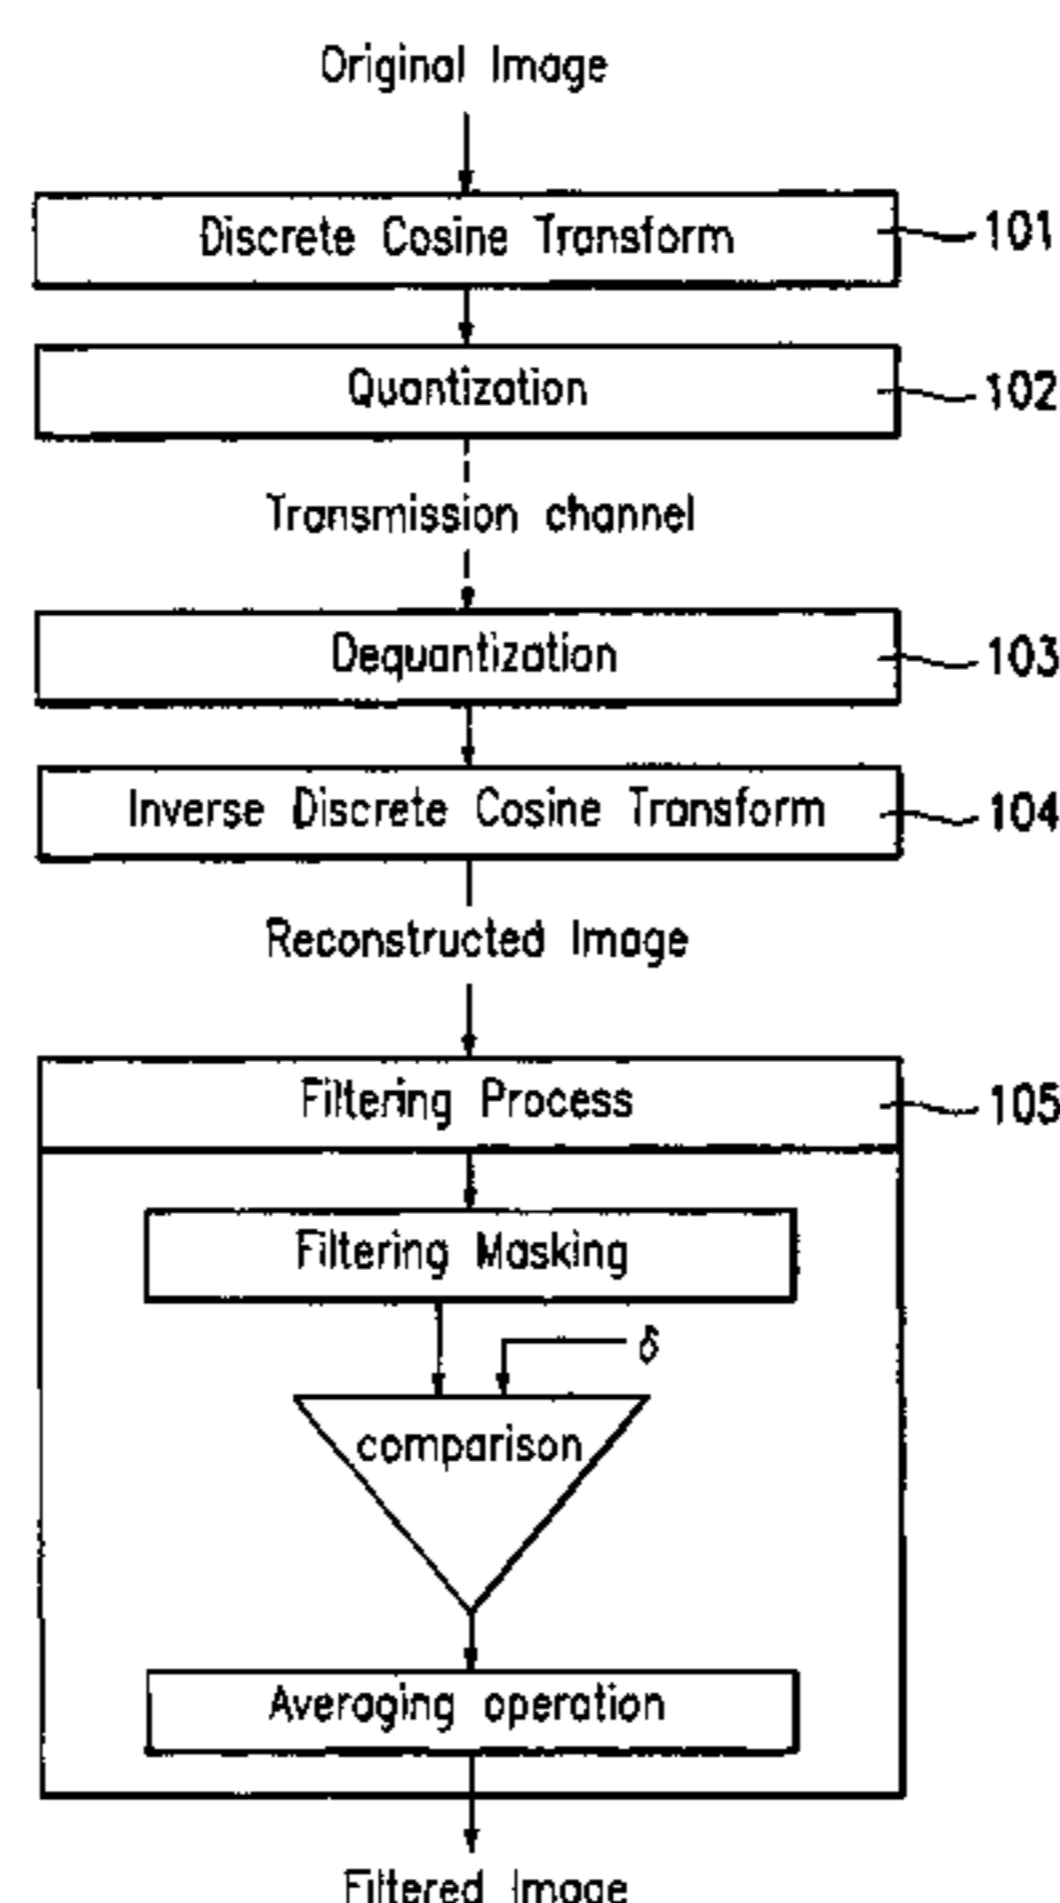 Original Image
Discrete Cosine Transform
101
Quantization
102
Transmission channel
Dequantization
103
Inverse Discrete Cosine Transform
104
Reconstructed Image
Filtering Process
105
Filtering Masking
δ
comparison
Averaging operation
Filtered Image